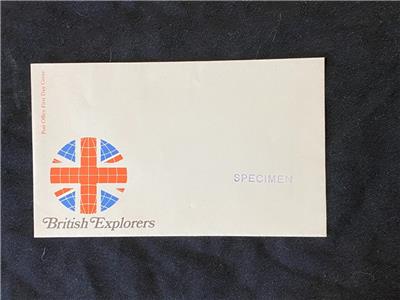 Post Office First Day Cover
SPECIMEN
British Explorers